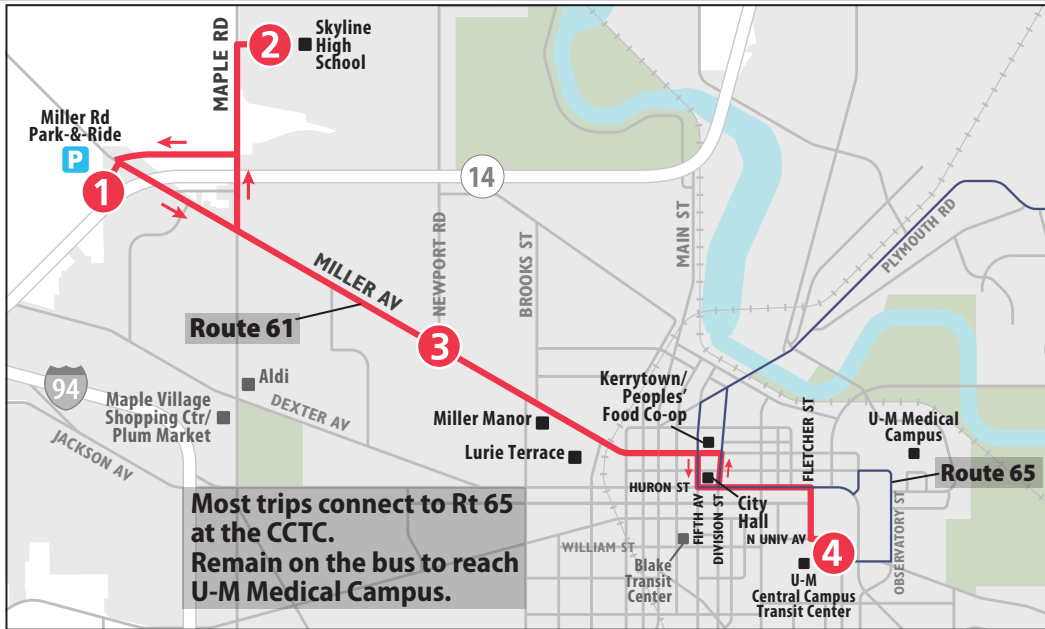 MAPLE RD
2
Skyline
High
School
Miller Rd
Park-&-Ride
P
1
14
MILLER AV
NEWPORT RD
BROOKS ST
MAIN ST
PLYMOUTH RD
Route 61
3
94
Aldi
Maple Village
Shopping Ctr/
Plum Market
DEXTER AV
JACKSON AV
Miller Manor
Lurie Terrace
Kerrytown/
Peoples'
Food Co-op
FLETCHER ST
U-M Medical
Campus
Route 65
HURON ST
FIFTH AV
DIVISION ST
City
Hall
N UNIV AV
4
OBSERVATORY ST
WILLIAM ST
Blake
Transit
Center
U-M
Central Campus
Transit Center
Most trips connect to Rt 65
at the CCTC.
Remain on the bus to reach
U-M Medical Campus.